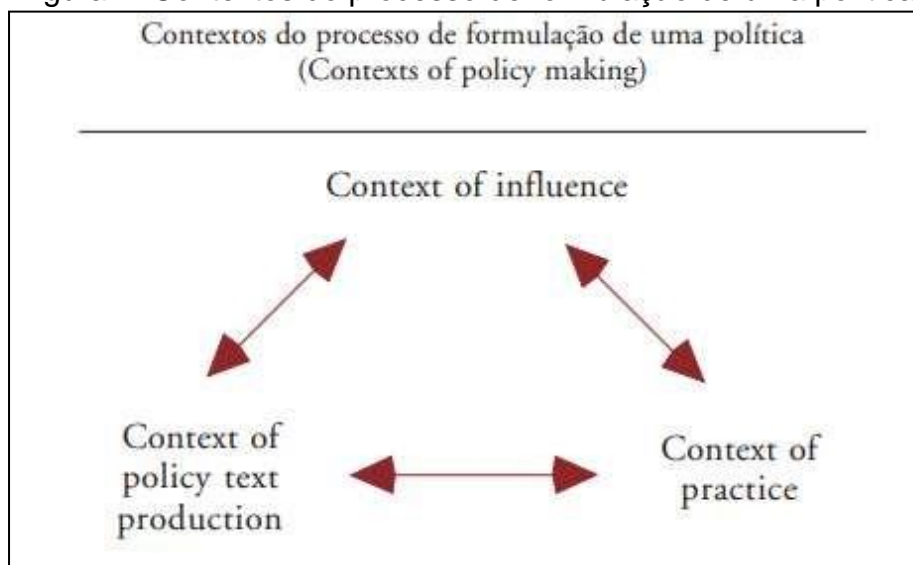 Contextos do processo de formulação de uma política
(Contexts of policy making)
Context of influence
Context of
policy text
production
Context of
practice